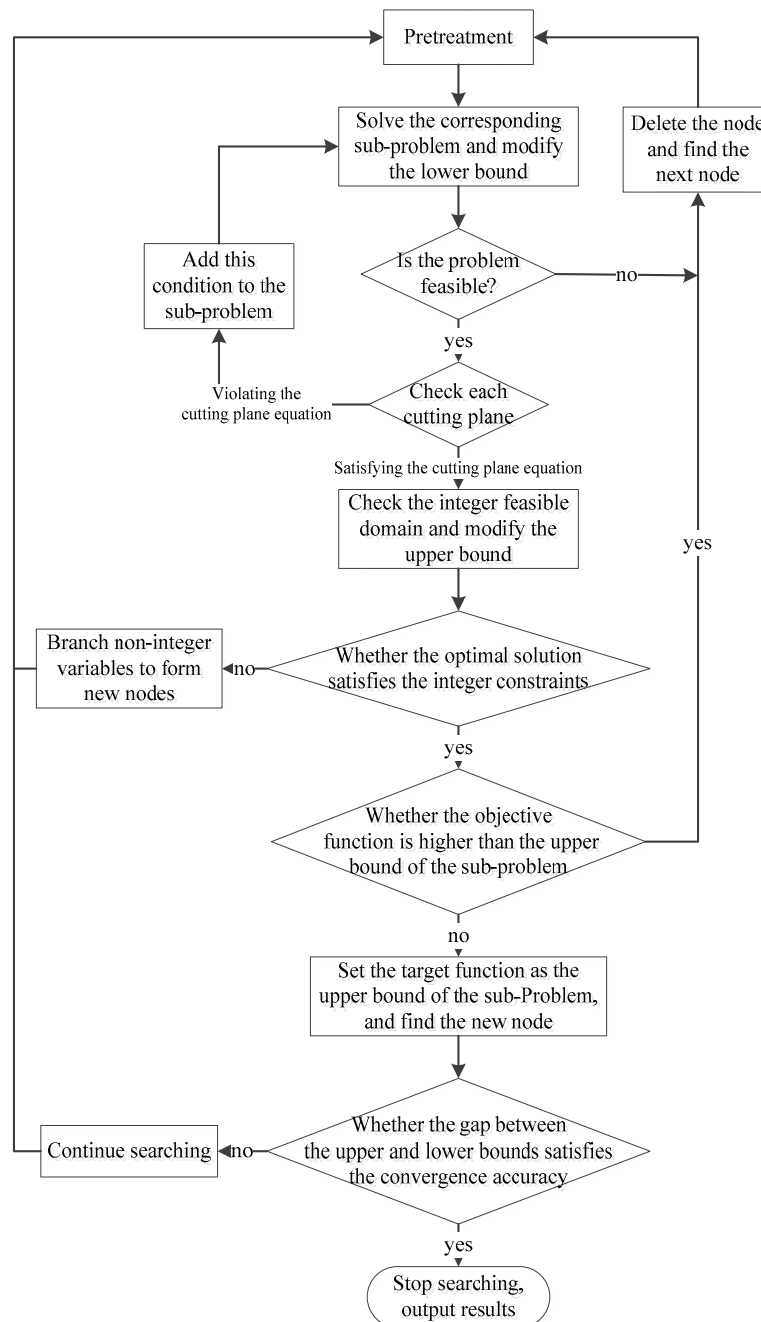 Pretreatment
Solve the corresponding
sub-problem and modify
the lower bound
Delete the node
and find the
next node
Add this
condition to the
sub-problem
Is the problem
feasible?
no
yes
Check each
cutting plane
Violating the
cutting plane equation
Satisfying the cutting plane equation
Check the integer feasible
domain and modify the
upper bound
yes
Branch non-integer
variables to form
new nodes
no
Whether the optimal solution
satisfies the integer constraints
yes
Whether the objective
function is higher than the upper
bound of the sub-problem
no
Set the target function as the
upper bound of the sub-Problem,
and find the new node
Whether the gap between
the upper and lower bounds satisfies
the convergence accuracy
no
Continue searching
yes
Stop searching,
output results